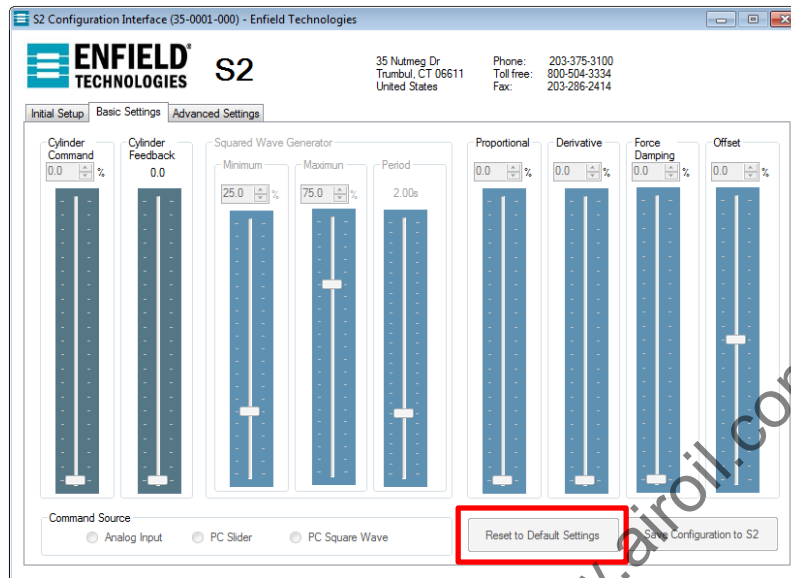 S2 Configuration Interface (35-0001-000) - Enfield Technologies
ENFIELD®
TECHNOLOGIES
S2
35 Nutmeg Dr
Trumbul, CT 06611
United States
Phone: 203-375-3100
Toll free: 800-504-3334
Fax: 203-286-2414
Initial Setup Basic Settings Advanced Settings
Cylinder Command
0.0 %
Cylinder Feedback
0.0
Squared Wave Generator
Minimum
25.0 %
Maximun
75.0 %
Period
2.00s
Proportional
0.0 %
Derivative
0.0 %
Force Damping
0.0 %
Offset
0.0 %
Command Source
Analog Input PC Slider PC Square Wave
Reset to Default Settings
Save Configuration to S2
.airoil.com